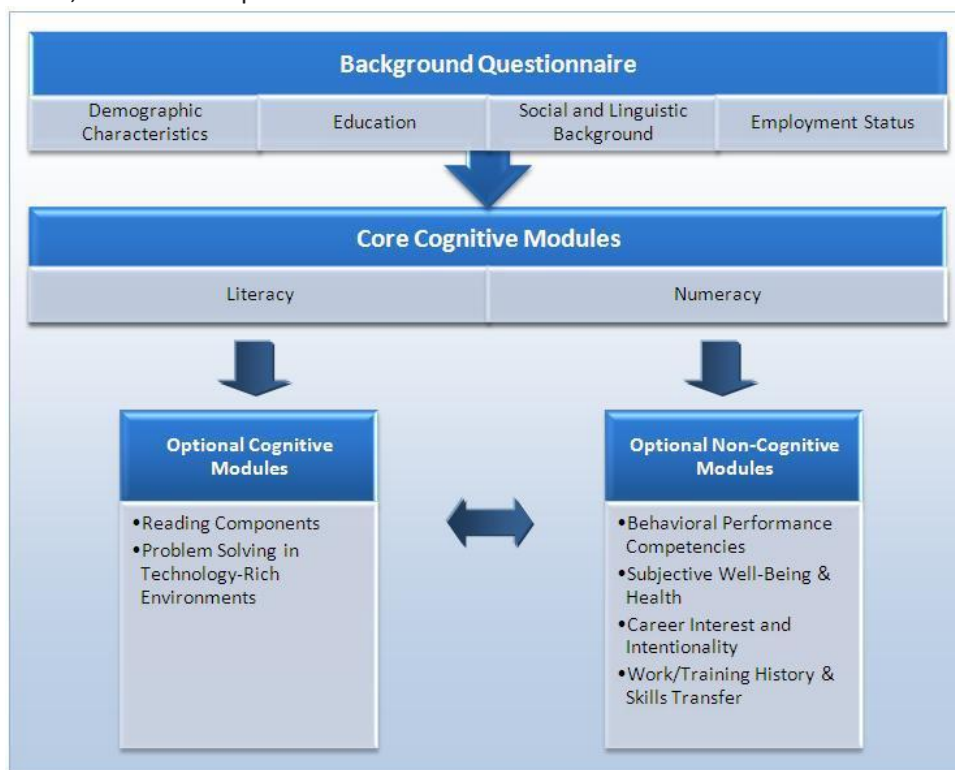 Background Questionnaire
Demographic
Characteristics
Education
Social and Linguistic
Background
Employment Status
Core Cognitive Modules
Literacy
Numeracy
Optional Cognitive
Modules
•Reading Components
•Problem Solving in
Technology-Rich
Environments
Optional Non-Cognitive
Modules
•Behavioral Performance
Competencies
•Subjective Well-Being &
Health
•Career Interest and
Intentionality
•Work/Training History &
Skills Transfer